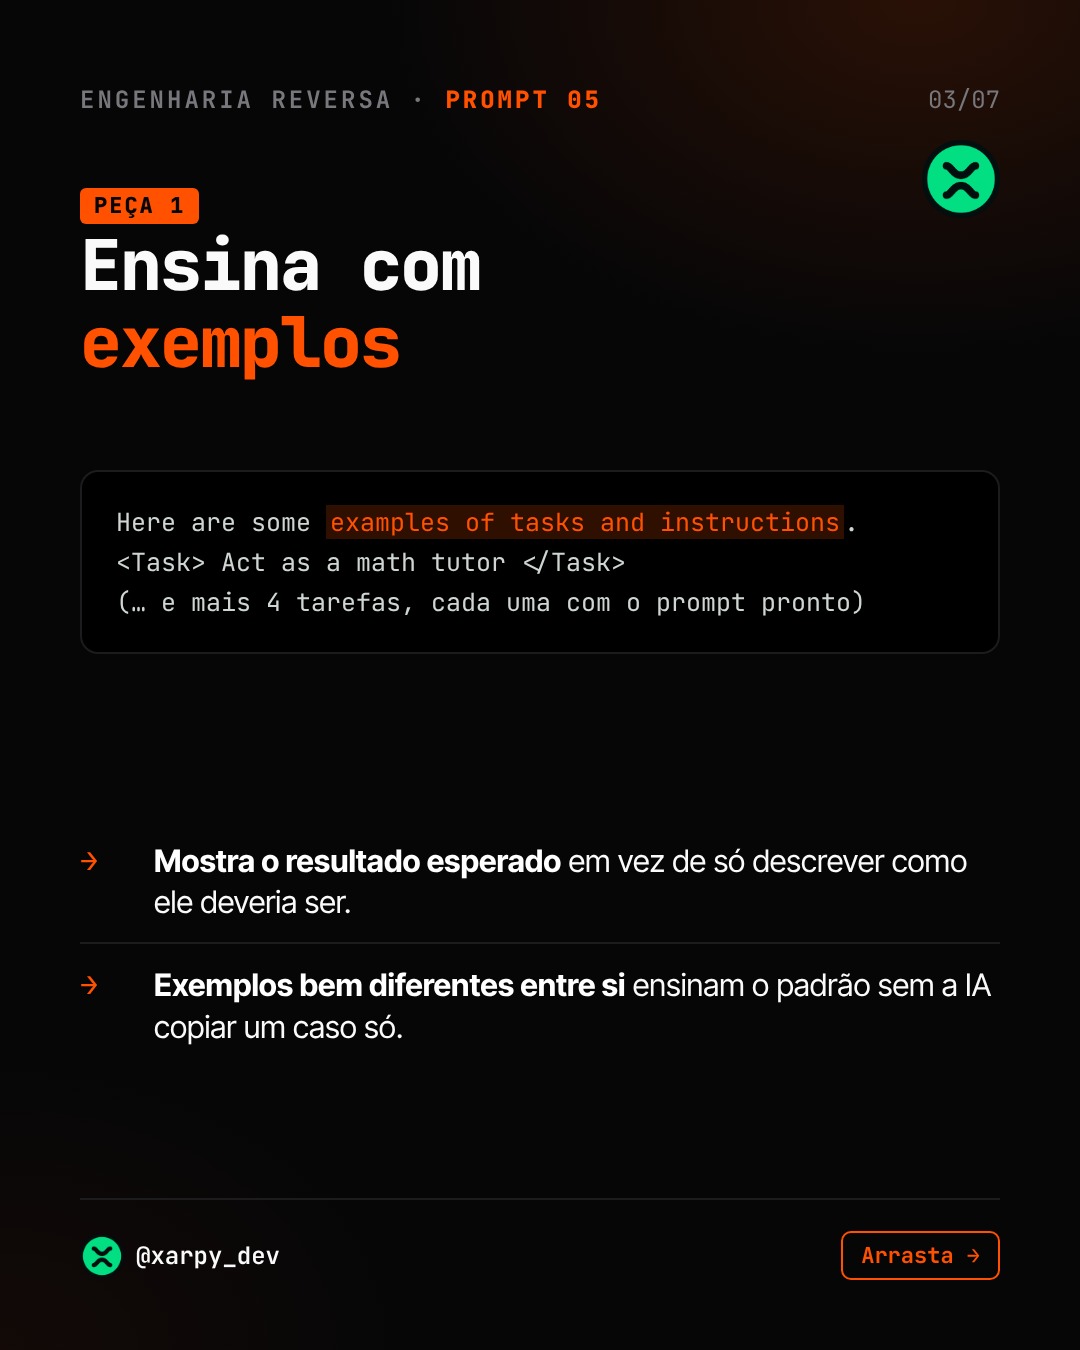 ENGENHARIA REVERSA · PROMPT 05
03/07
PEÇA 1
Ensina com
exemplos
Here are some examples of tasks and instructions.
<Task> Act as a math tutor </Task>
(… e mais 4 tarefas, cada uma com o prompt pronto)
→ Mostra o resultado esperado em vez de só descrever como
ele deveria ser.
→ Exemplos bem diferentes entre si ensinam o padrão sem a IA
copiar um caso só.
@xarpy_dev
Arrasta →